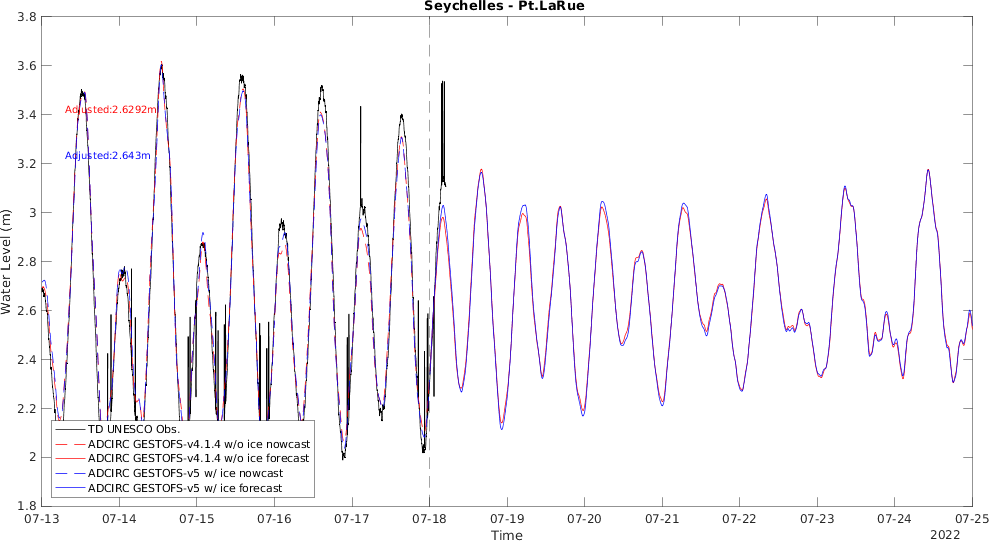 Seychelles - Pt.LaRue
3.8
3.6
3.4
3.2
3
2.8
2.6
2.4
2.2
2
1.8
Water Level (m)
Adjusted:2.6292m
Adjusted:2.643m
TD UNESCO Obs.
ADCIRC GESTOFS-v4.1.4 w/o ice nowcast
ADCIRC GESTOFS-v4.1.4 w/o ice forecast
ADCIRC GESTOFS-v5 w/ ice nowcast
ADCIRC GESTOFS-v5 w/ ice forecast
07-13 07-14 07-15 07-16 07-17 07-18 07-19 07-20 07-21 07-22 07-23 07-24 07-25
Time
2022